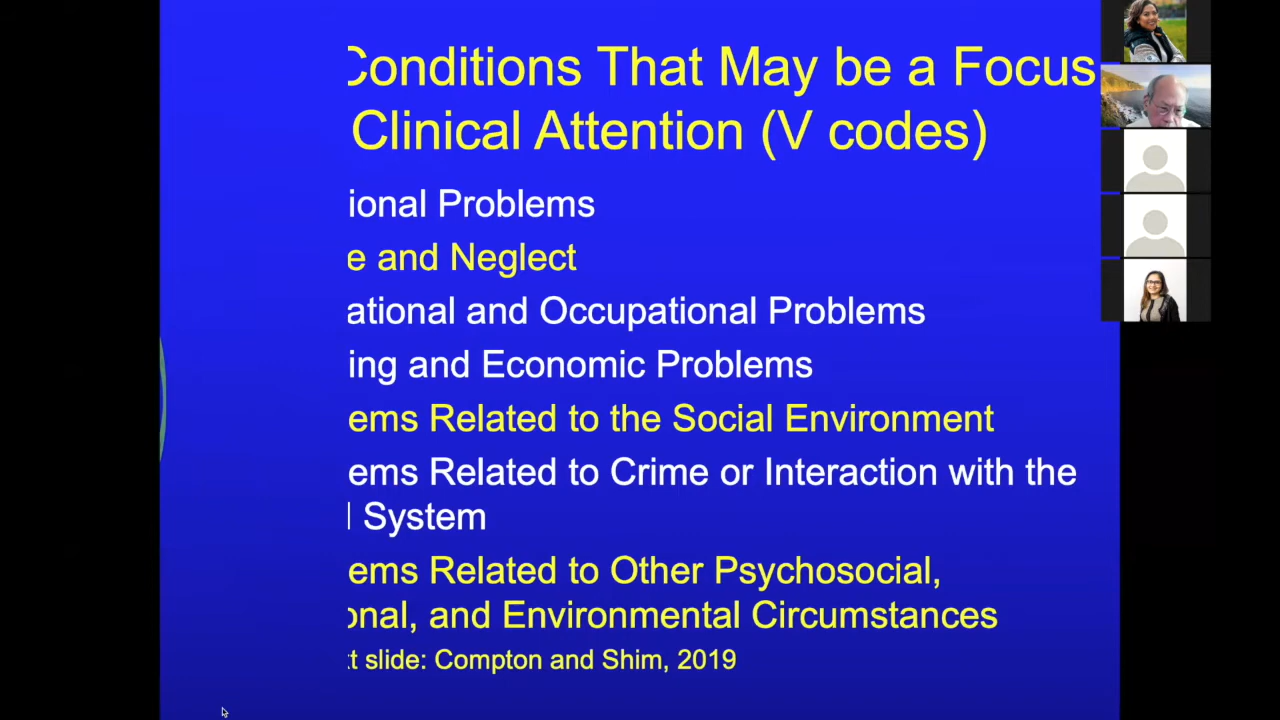 Conditions That May be a Focus
Clinical Attention (V codes)
ional Problems
e and Neglect
ational and Occupational Problems
ing and Economic Problems
ems Related to the Social Environment
ems Related to Crime or Interaction with the
l System
ems Related to Other Psychosocial,
onal, and Environmental Circumstances
t slide: Compton and Shim, 2019